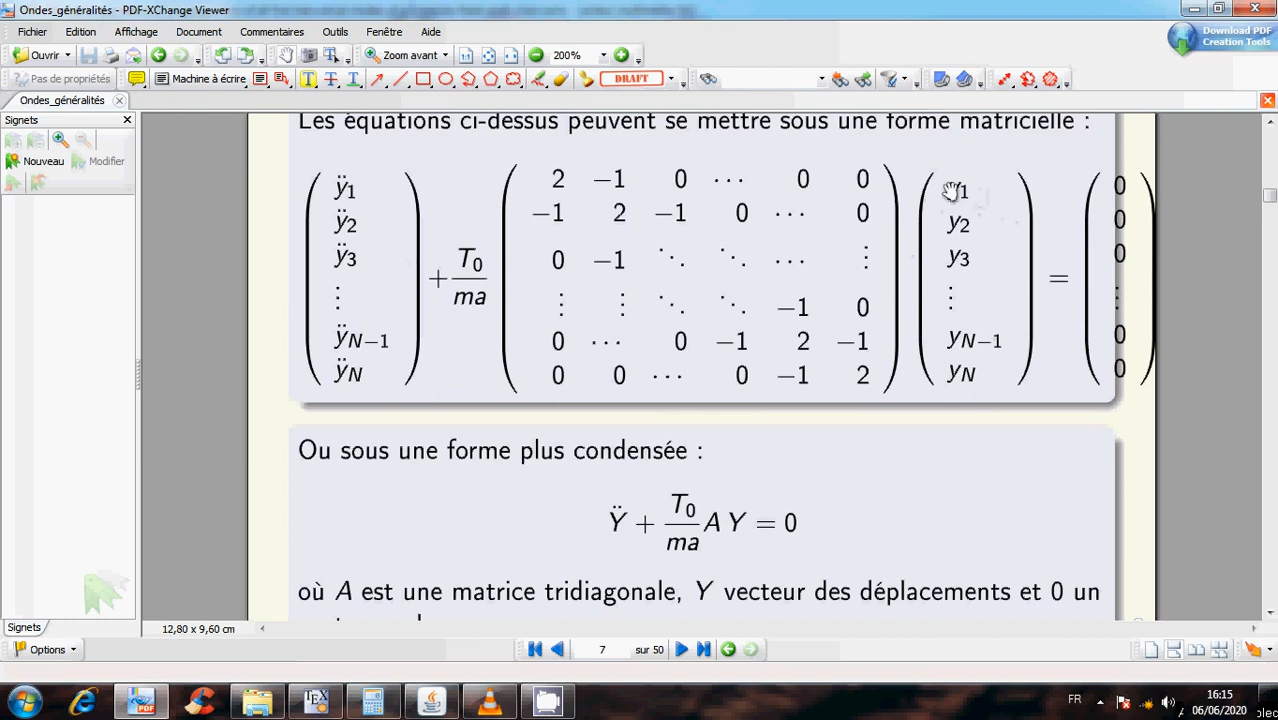 Ondes_généralités - PDF-XChange Viewer
Fichier Edition Affichage Document Commentaires Outils Fenêtre Aide
Download PDF
Creation Tools
Ouvrir Zoom avant 200%
Pas de propriétés Machine à écrire DRAFT
Ondes_généralités
Signets
Nouveau Modifier
Les équations ci-dessus peuvent se mettre sous une forme matricielle :
ÿ1 2 −1 0 ⋯ 0 0 y1 0
ÿ2 −1 2 −1 0 ⋯ 0 y2 0
ÿ3 + T0/ma 0 −1 ⋱ ⋱ ⋯ ⋮ y3 = 0
⋮ ⋮ ⋮ ⋱ ⋱ −1 0 ⋮ ⋮
ÿN−1 0 ⋯ 0 −1 2 −1 yN−1 0
ÿN 0 0 ⋯ 0 −1 2 yN 0
Ou sous une forme plus condensée :
Ÿ + T0/ma A Y = 0
où A est une matrice tridiagonale, Y vecteur des déplacements et 0 un
Signets
12,80 x 9,60 cm
Options 7 sur 50
FR 16:15
06/06/2020